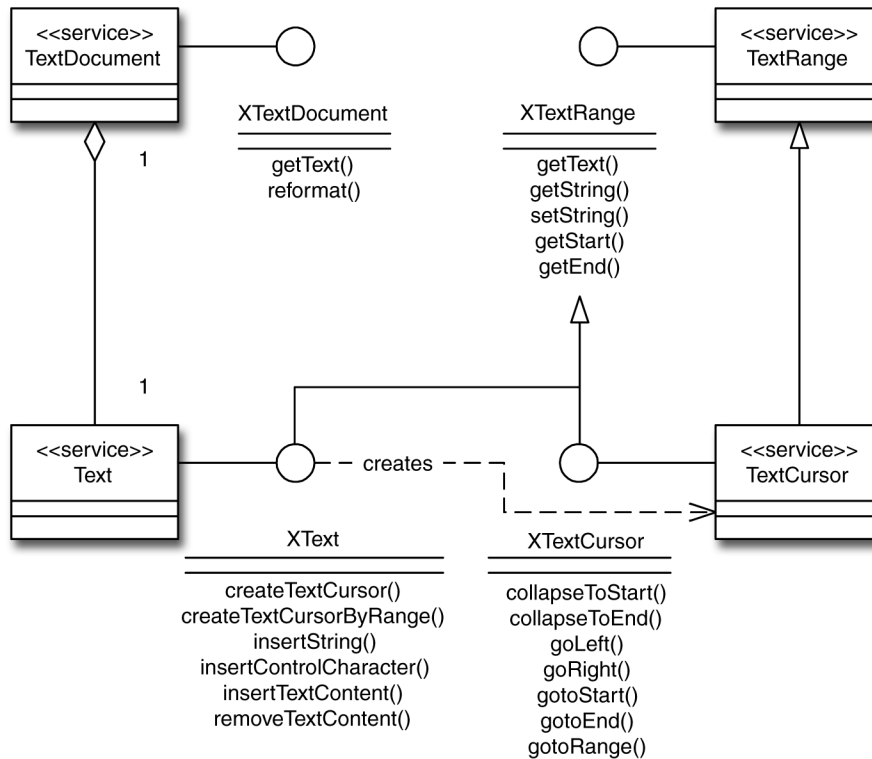 <<service>>
TextDocument
<<service>>
TextRange
XTextDocument
getText()
reformat()
XTextRange
getText()
getString()
setString()
getStart()
getEnd()
1
1
<<service>>
Text
creates
<<service>>
TextCursor
XText
createTextCursor()
createTextCursorByRange()
insertString()
insertControlCharacter()
insertTextContent()
removeTextContent()
XTextCursor
collapseToStart()
collapseToEnd()
goLeft()
goRight()
gotoStart()
gotoEnd()
gotoRange()